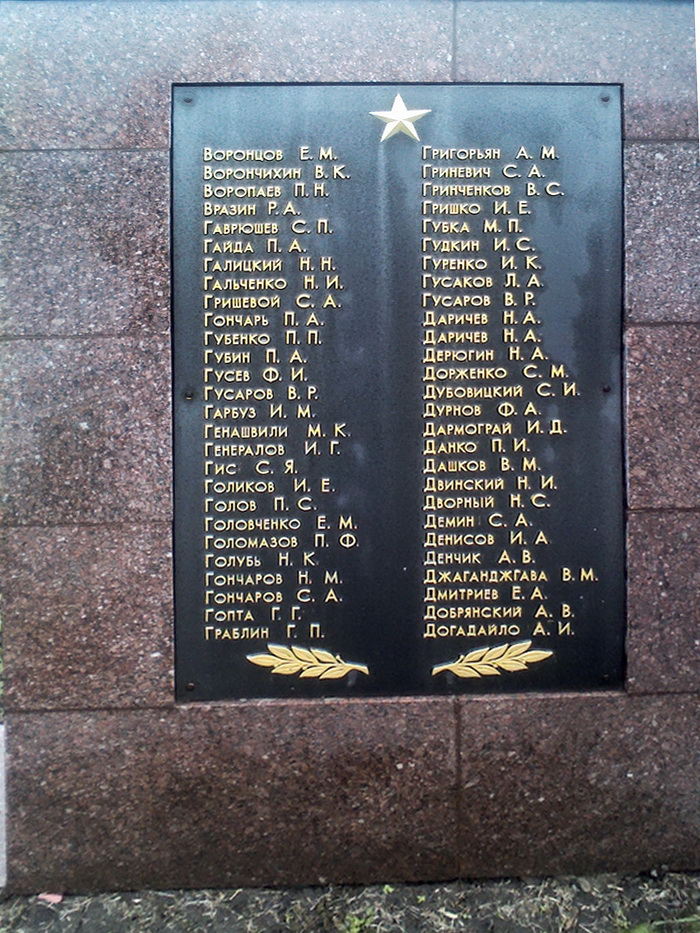 Воронцов Е. М.
Ворончихин В. К.
Воропаев П. Н.
Вразин Р. А.
Гаврюшев С. П.
Гайда П. А.
Галицкий Н. Н.
Гальченко Н. И.
Гришевой С. А.
Гончарь П. А.
Губенко П. П.
Губин П. А.
Гусев Ф. И.
Гусаров В. Р.
Гарбуз И. М.
Генашвили М. К.
Генералов И. Г.
Гис С. Я.
Голиков И. Е.
Голов П. С.
Головченко Е. М.
Головмазов П. Ф.
Голубь Н. К.
Гончаров Н. М.
Гончаров С. А.
Гопта Г. Г.
Граблин Г. П.
Григорьян А. М.
Гриневич С. А.
Гринченков В. С.
Гришко И. Е.
Губка М. П.
Гудкин И. С.
Гуренко И. К.
Гусаков Л. А.
Гусаров В. Р.
Даричев Н. А.
Даричев Н. А.
Дерюгин Н. А.
Дорженко С. М.
Дубовицкий С. И.
Дурнов Ф. А.
Дармограй И. Д.
Данко П. И.
Дашков В. М.
Двинский Н. И.
Дворный Н. С.
Демин С. А.
Денисов И. А.
Денчик А. В.
Джаганджгава В. М.
Дмитриев Е. А.
Добрянский А. В.
Догадайло А. И.